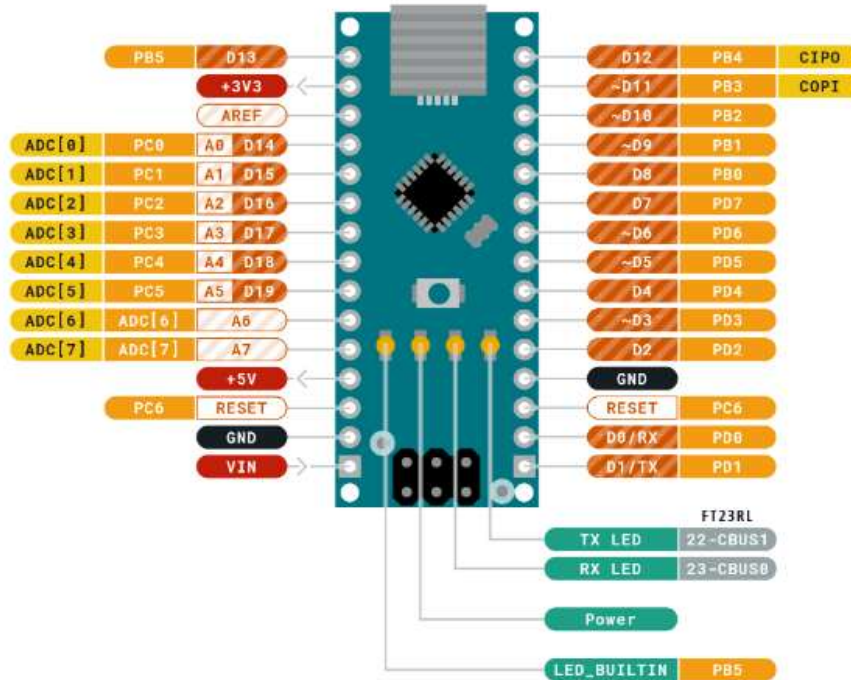 PB5 D13 D12 PB4 CIPO
+3V3 ~D11 PB3 COPI
AREF ~D10 PB2
ADC[0] PC0 A0 D14 ~D9 PB1
ADC[1] PC1 A1 D15 D8 PB0
ADC[2] PC2 A2 D16 D7 PD7
ADC[3] PC3 A3 D17 ~D6 PD6
ADC[4] PC4 A4 D18 ~D5 PD5
ADC[5] PC5 A5 D19 D4 PD4
ADC[6] ADC[6] A6 ~D3 PD3
ADC[7] ADC[7] A7 D2 PD2
+5V GND
PC6 RESET RESET PC6
GND D0/RX PD0
VIN D1/TX PD1
FT23RL
TX LED 22-CBUS1
RX LED 23-CBUS0
Power
LED_BUILTIN PB5